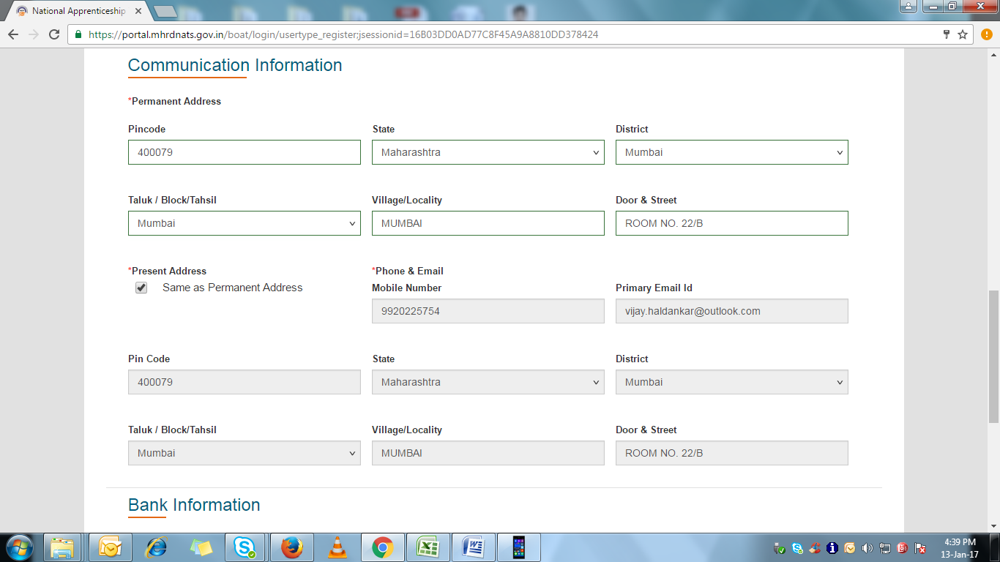 National Apprenticeship
https://portal.mhrdnats.gov.in/boat/login/usertype_register;jsessionid=16B03DD0AD77C8F45A9A8810DD378424
Communication Information
*Permanent Address
Pincode State District
400079 Maharashtra Mumbai
Taluk / Block/Tahsil Village/Locality Door & Street
Mumbai MUMBAI ROOM NO. 22/B
*Present Address *Phone & Email
Same as Permanent Address Mobile Number Primary Email Id
9920225754 vijay.haldankar@outlook.com
Pin Code State District
400079 Maharashtra Mumbai
Taluk / Block/Tahsil Village/Locality Door & Street
Mumbai MUMBAI ROOM NO. 22/B
Bank Information
4:39 PM
13-Jan-17